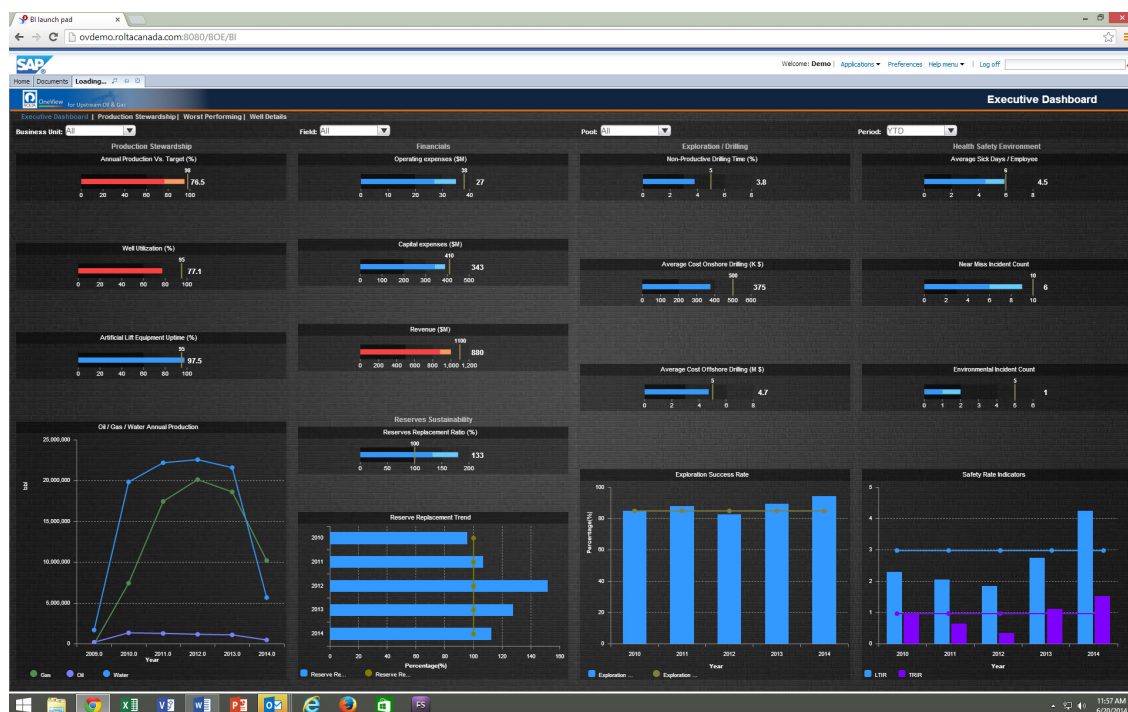 BI launch pad
ovdemo.roltacanada.com:8080/BOE/BI
SAP
Welcome: Demo | Applications Preferences Help menu | Log off
Home Documents Loading...
OneView for Upstream Oil & Gas
Executive Dashboard
Executive Dashboard | Production Stewardship | Worst Performing | Well Details
Business Unit: All Field: All Pool: All Period: YTD
Production Stewardship
Annual Production Vs. Target (%)
98
76.5
0 20 40 60 80 100
Well Utilization (%)
95
77.1
0 20 40 60 80 100
Artificial Lift Equipment Uptime (%)
95
97.5
0 20 40 60 80 100
Oil / Gas / Water Annual Production
25,000,000
20,000,000
15,000,000
10,000,000
5,000,000
0
bbl
2009.0 2010.0 2011.0 2012.0 2013.0 2014.0
Year
Gas Oil Water
Financials
Operating expenses ($M)
38
27
0 10 20 30 40
Capital expenses ($M)
410
343
0 100 200 300 400 500
Revenue ($M)
1100
880
0 200 400 600 800 1,000 1,200
Reserves Sustainability
Reserves Replacement Ratio (%)
100
133
0 50 100 150 200
Reserve Replacement Trend
2010
2011
2012
2013
2014
0 20 40 60 80 100 120 140 160
Percentage(%)
Reserve Re... Reserve Re...
Exploration / Drilling
Non-Productive Drilling Time (%)
5
3.8
0 2 4 6 8
Average Cost Onshore Drilling (K $)
500
375
0 100 200 300 400 500 600
Average Cost Offshore Drilling (M $)
5
4.7
0 2 4 6 8
Exploration Success Rate
100
80
60
40
20
0
Percentage(%)
2010 2011 2012 2013 2014
Year
Exploration ... Exploration ...
Health Safety Environment
Average Sick Days / Employee
6
4.5
0 2 4 6 8
Near Miss Incident Count
10
6
0 2 4 6 8 10
Environmental Incident Count
5
1
0 1 2 3 4 5 6
Safety Rate Indicators
5
4
3
2
1
0
2010 2011 2012 2013 2014
Year
LTIR TRIR
FS
11:57 AM
6/20/2014